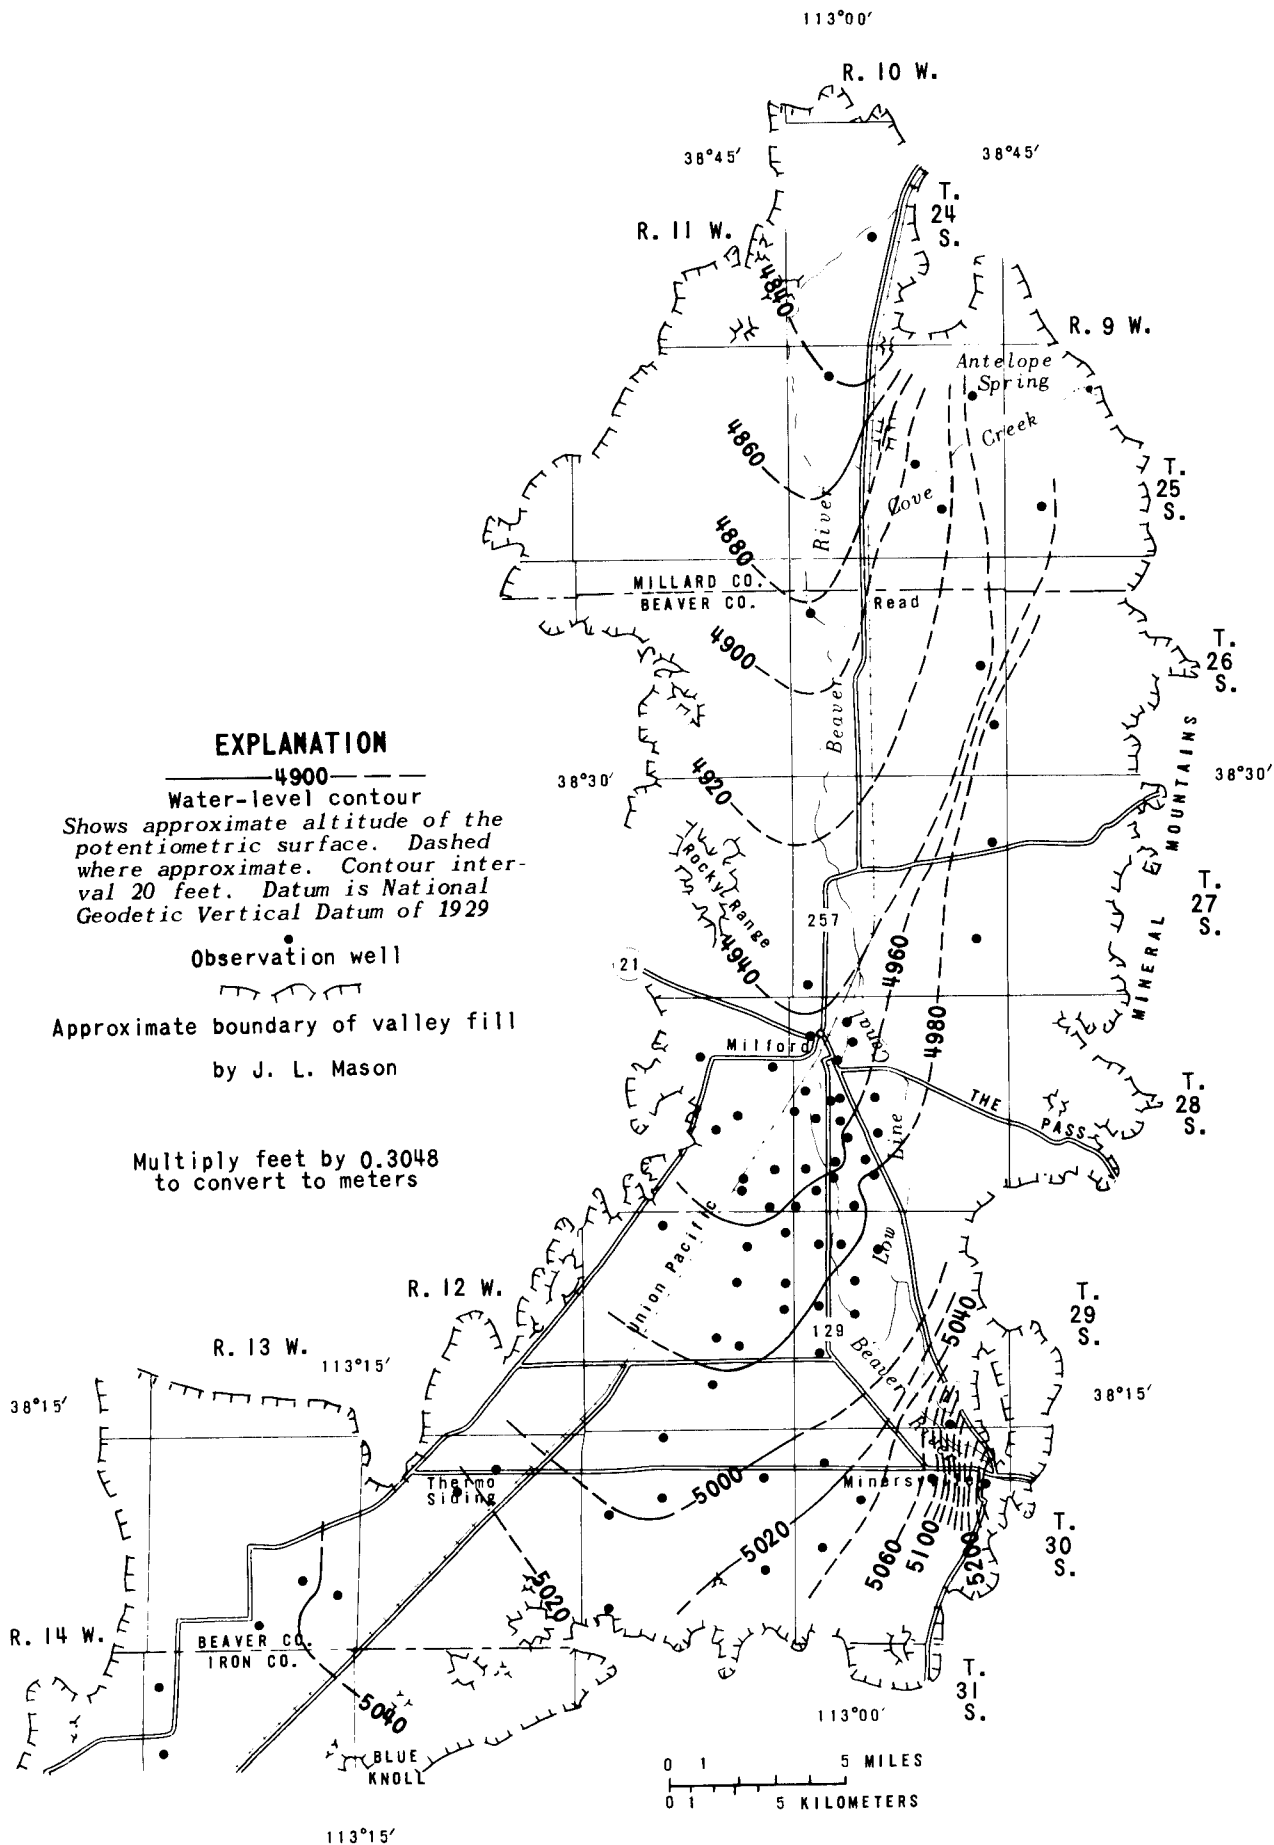 113°00′
R. 10 W.
38°45′
38°45′
T.
24
S.
R. 11 W.
4840
R. 9 W.
Antelope
Spring
Creek
4860
T.
25
S.
Cove
River
4880
MILLARD CO.
BEAVER CO.
Read
4900
T.
26
S.
Beaver
EXPLANATION
4900
Water-level contour
Shows approximate altitude of the
potentiometric surface. Dashed
where approximate. Contour inter-
val 20 feet. Datum is National
Geodetic Vertical Datum of 1929
Observation well
Approximate boundary of valley fill
by J. L. Mason
Multiply feet by 0.3048
to convert to meters
38°30′
4920
38°30′
MINERAL MOUNTAINS
Rocky Range
T.
27
S.
257
4940
4960
21
4980
Canal
Milford
THE PASS
T.
28
S.
Line
Union Pacific
Low
R. 12 W.
T.
29
S.
5040
129
R. 13 W.
113°15′
Beaver
38°15′
38°15′
River
Thermo
Siding
5000
5020
5060
5100
5200
T.
30
S.
5020
R. 14 W.
BEAVER CO.
IRON CO.
5040
T.
31
S.
BLUE
KNOLL
113°00′
0 1 5 MILES
0 1 5 KILOMETERS
113°15′